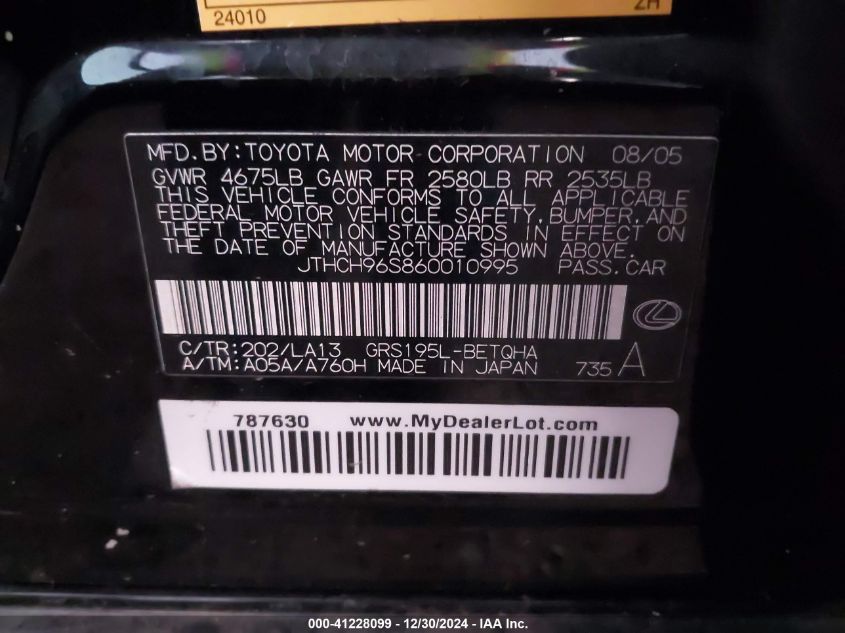 24010 ZH
MFD. BY: TOYOTA MOTOR CORPORATION 08/05
GVWR 4675LB GAWR FR 2580LB RR 2535LB
THIS VEHICLE CONFORMS TO ALL APPLICABLE
FEDERAL MOTOR VEHICLE SAFETY, BUMPER, AND
THEFT PREVENTION STANDARDS IN EFFECT ON
THE DATE OF MANUFACTURE SHOWN ABOVE.
JTHCH96S860010995 PASS. CAR
C/TR: 202/LA13 GRS195L-BETQHA
A/TM: A05A/A760H MADE IN JAPAN 735 A
787630 www.MyDealerLot.com
000-41228099 - 12/30/2024 - IAA Inc.